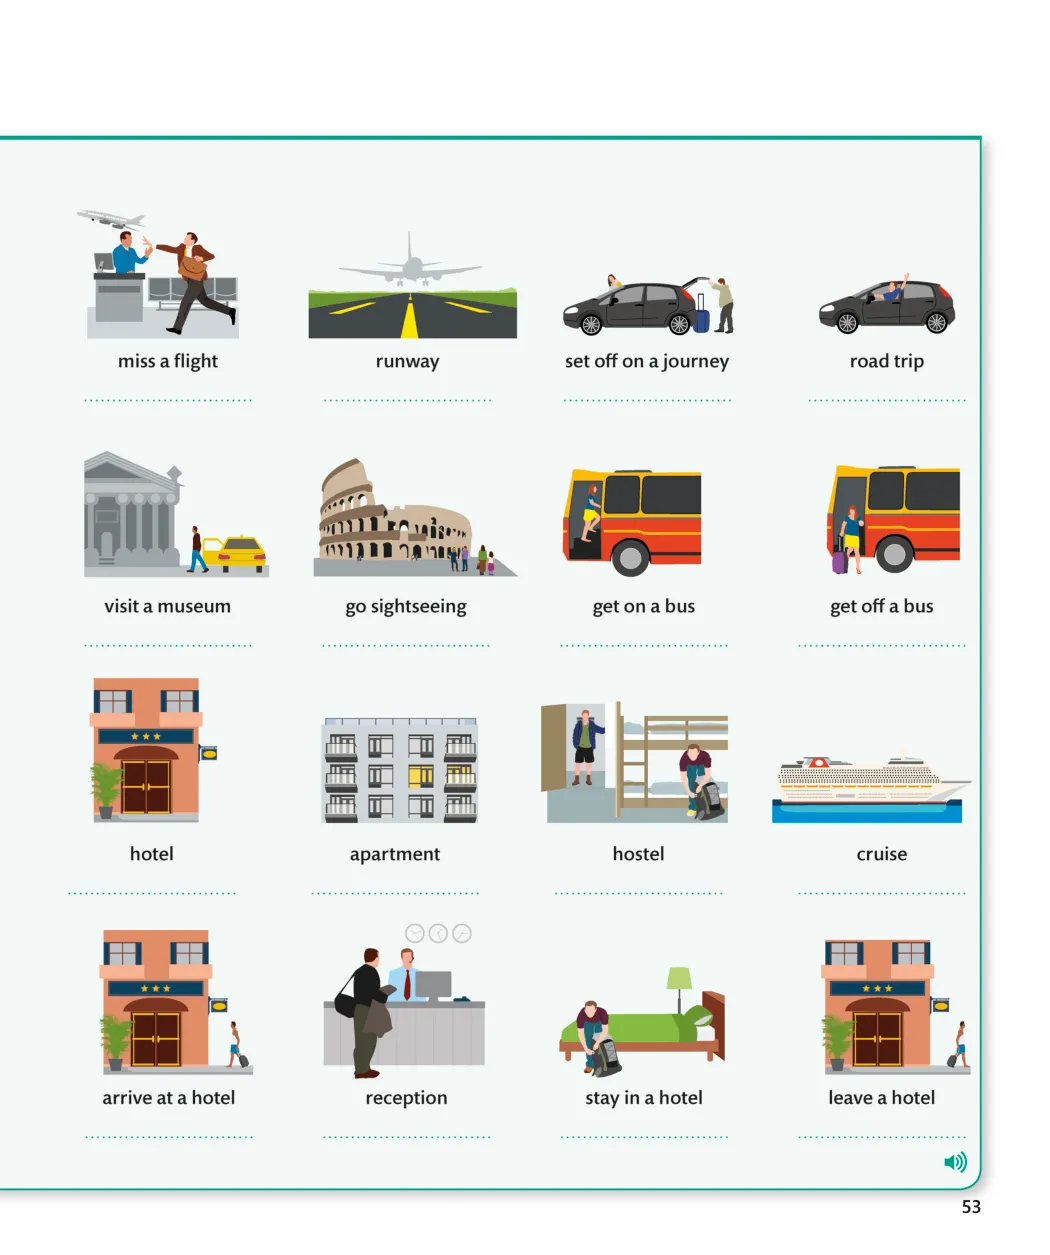 miss a flight
runway
set off on a journey
road trip
visit a museum
go sightseeing
get on a bus
get off a bus
hotel
apartment
hostel
cruise
arrive at a hotel
reception
stay in a hotel
leave a hotel
53